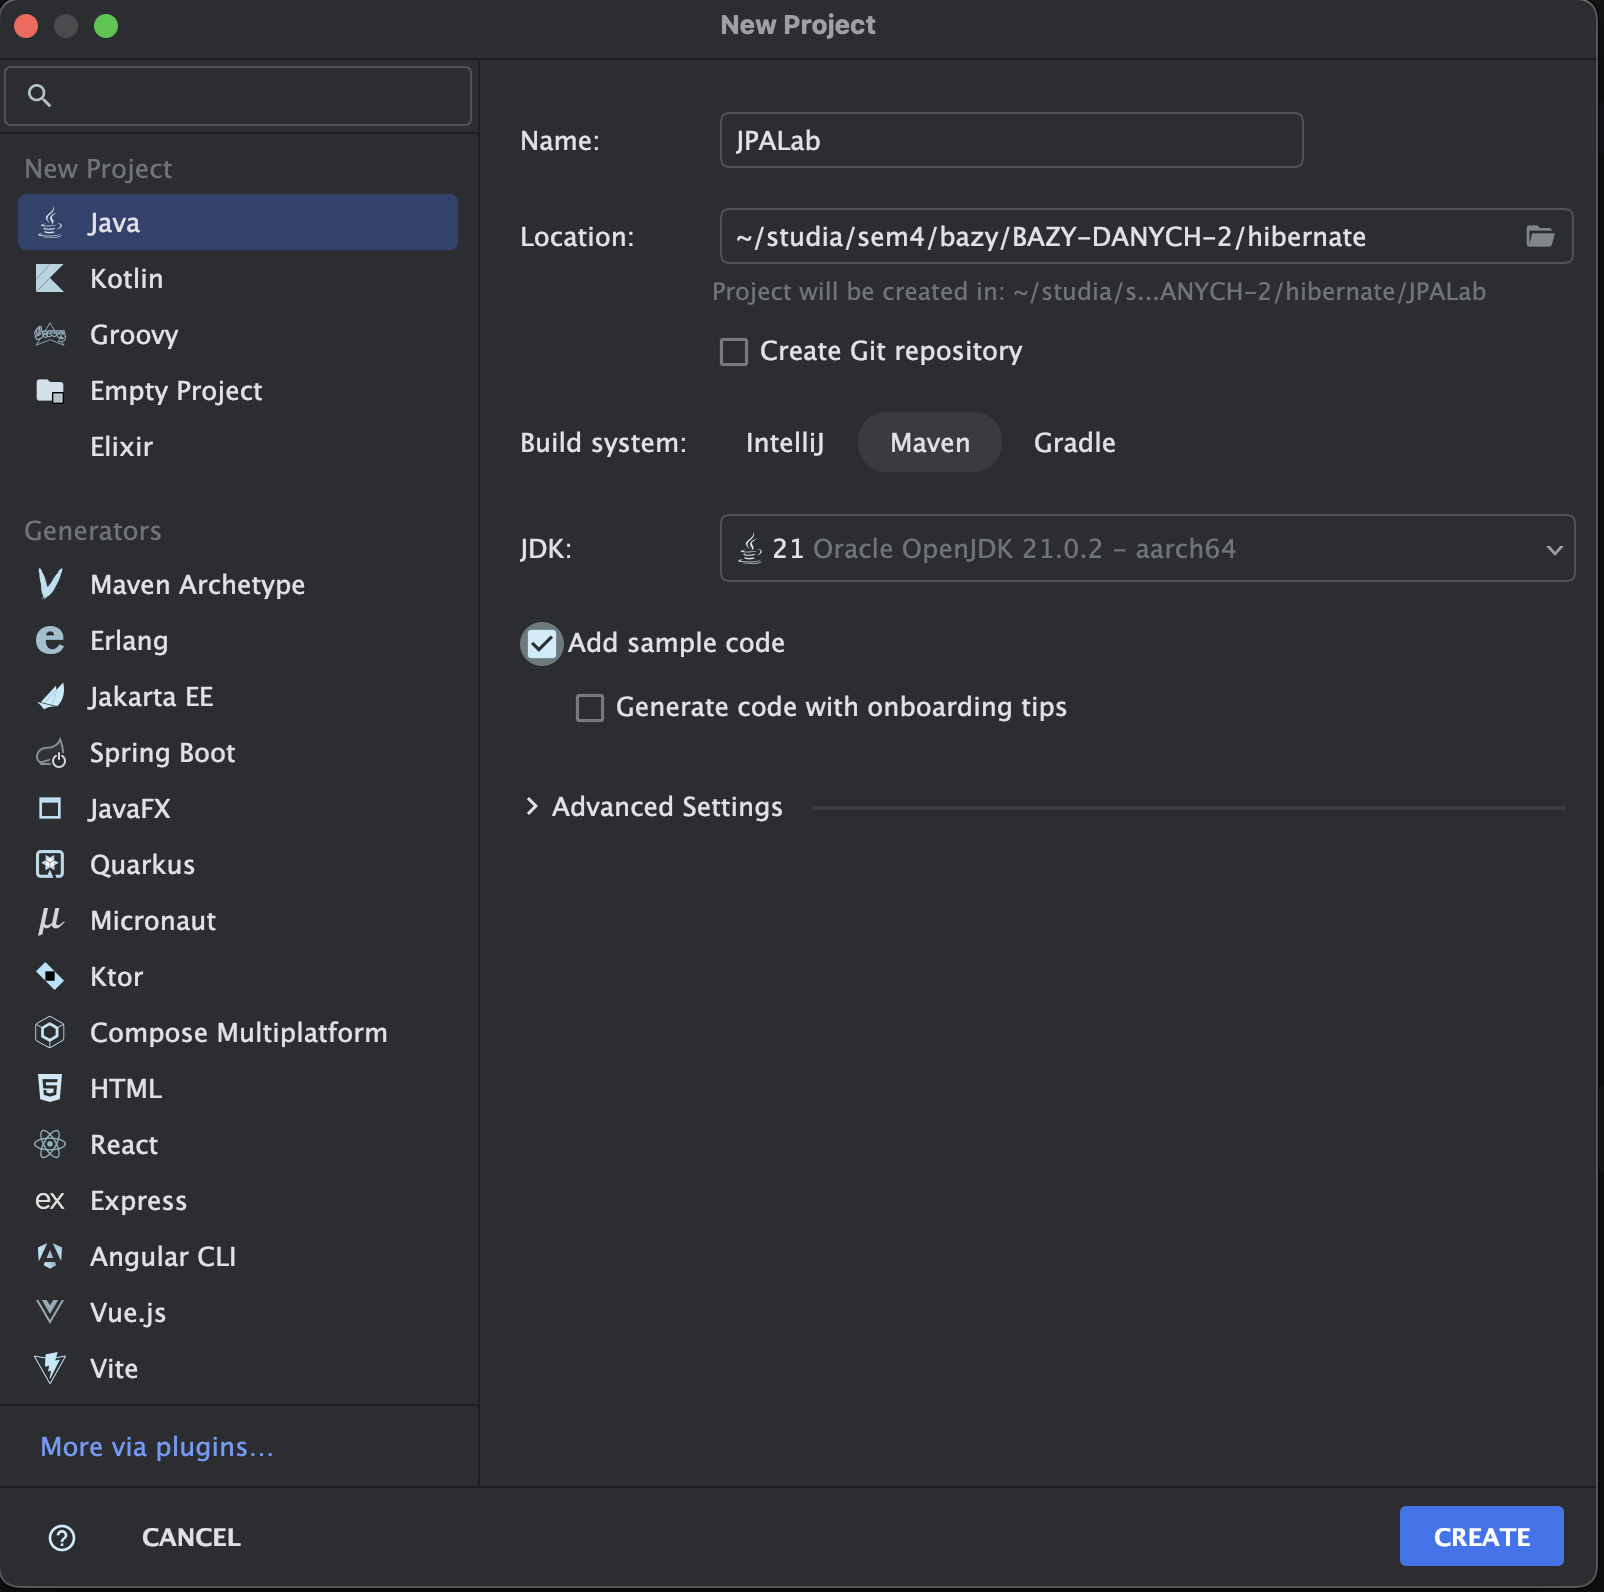 New Project
New Project
Java
Kotlin
Groovy
Empty Project
Elixir
Generators
Maven Archetype
Erlang
Jakarta EE
Spring Boot
JavaFX
Quarkus
Micronaut
Ktor
Compose Multiplatform
HTML
React
Express
Angular CLI
Vue.js
Vite
More via plugins...
Name: JPALab
Location: ~/studia/sem4/bazy/BAZY-DANYCH-2/hibernate
Project will be created in: ~/studia/s...ANYCH-2/hibernate/JPALab
Create Git repository
Build system: IntelliJ Maven Gradle
JDK: 21 Oracle OpenJDK 21.0.2 – aarch64
Add sample code
Generate code with onboarding tips
Advanced Settings
? CANCEL CREATE